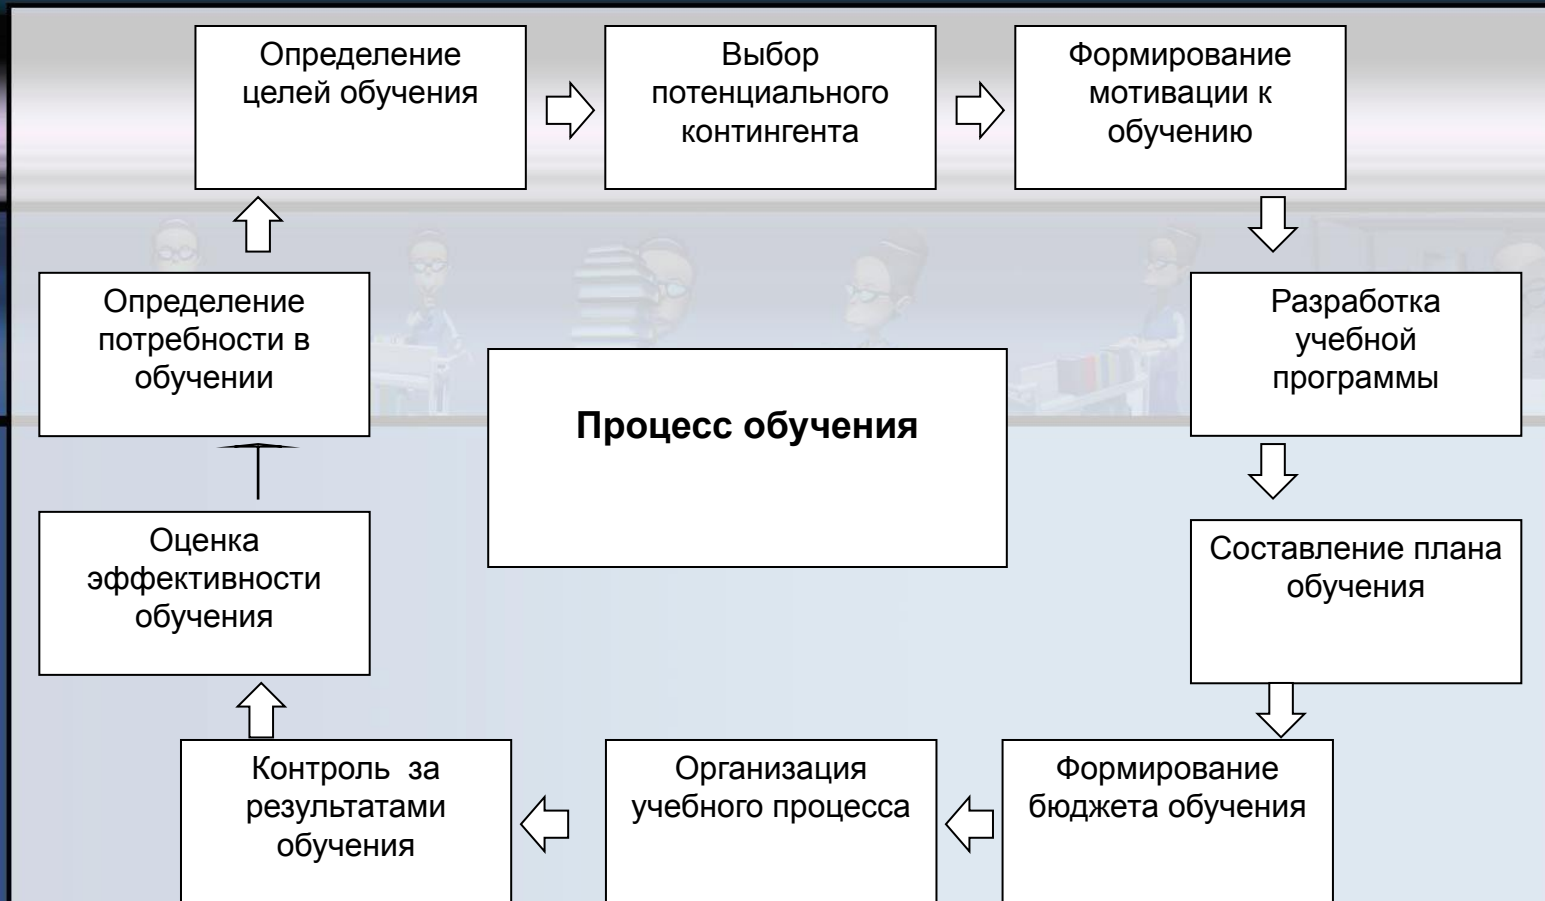 Определение
целей обучения
Выбор
потенциального
контингента
Формирование
мотивации к
обучению
Определение
потребности в
обучении
Разработка
учебной
программы
Процесс обучения
Оценка
эффективности
обучения
Составление плана
обучения
Контроль за
результатами
обучения
Организация
учебного процесса
Формирование
бюджета обучения